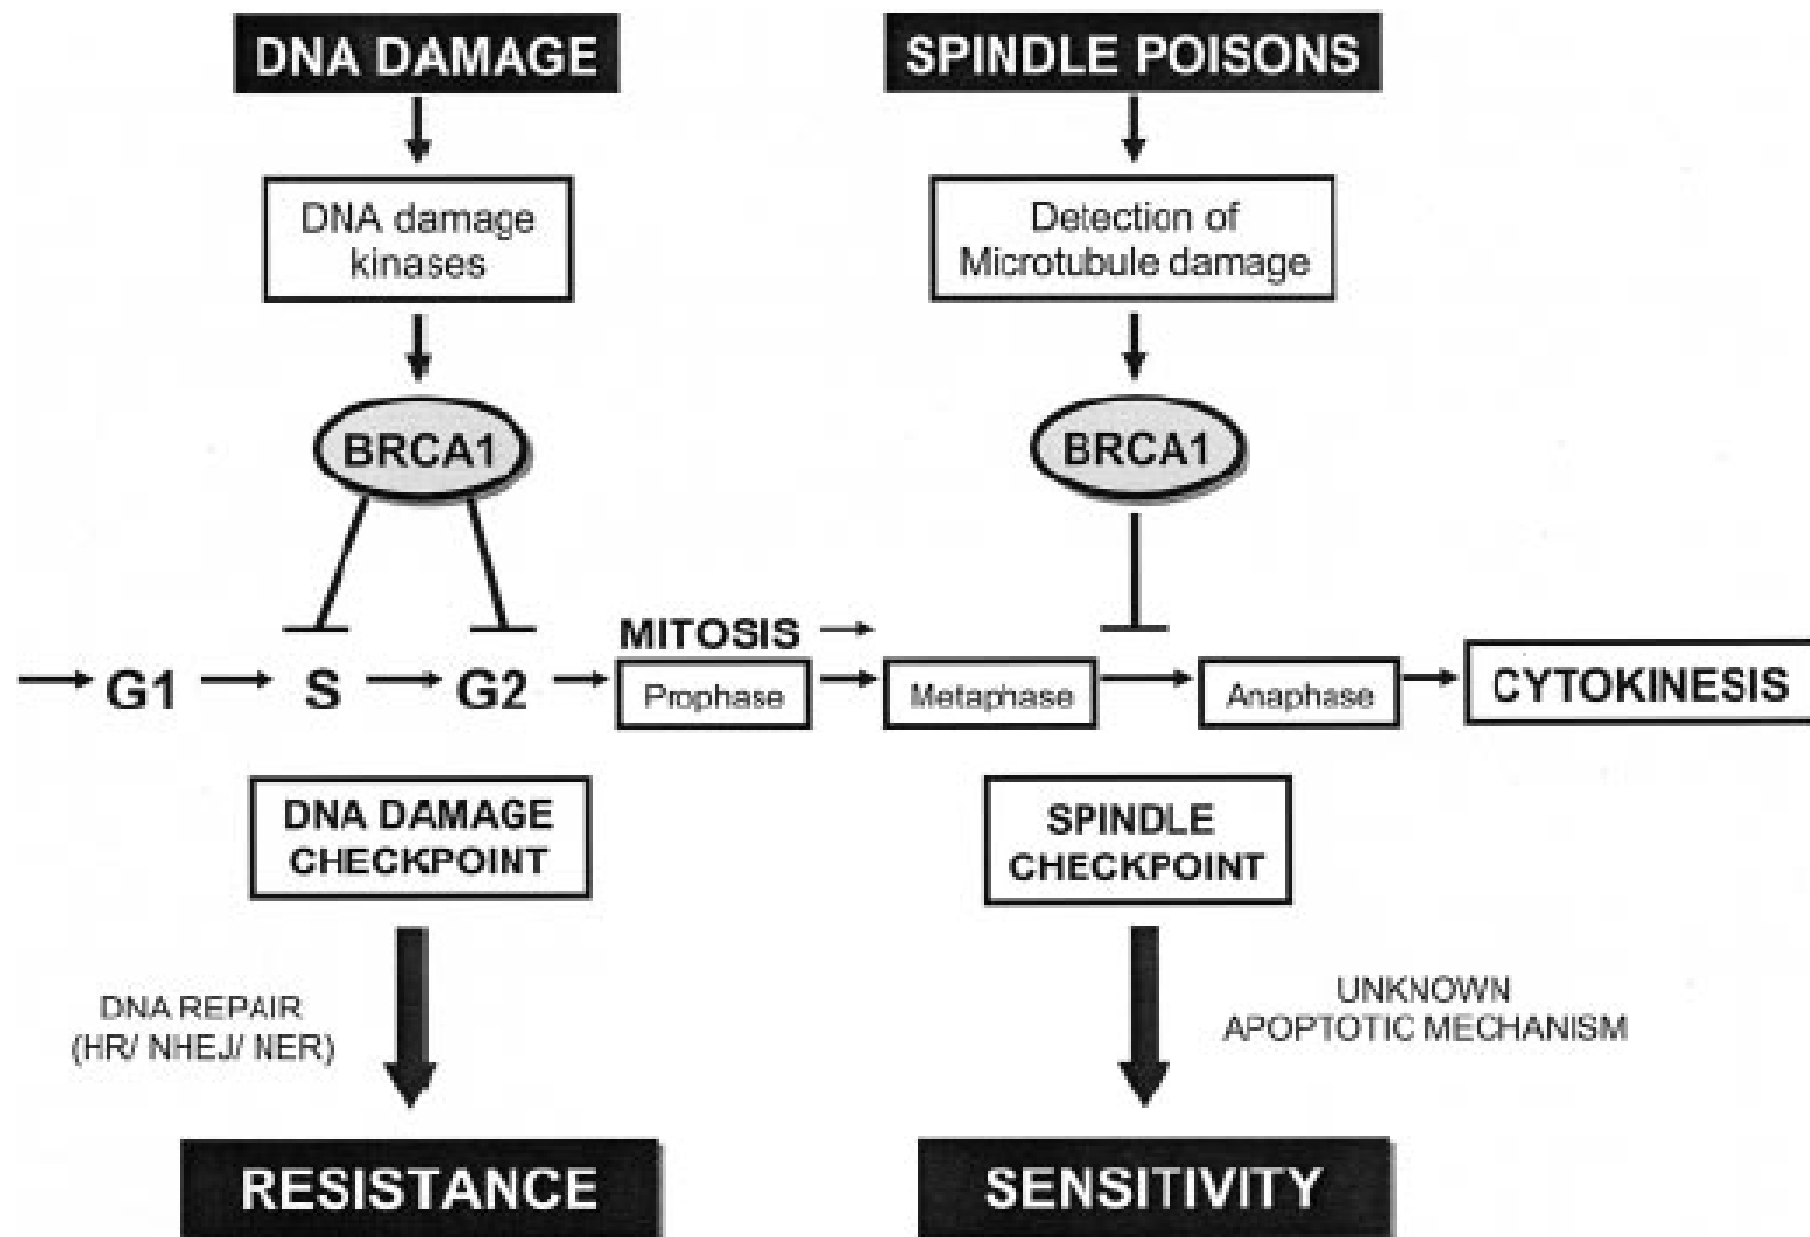 DNA DAMAGE
SPINDLE POISONS
DNA damage
kinases
Detection of
Microtubule damage
BRCA1
BRCA1
MITOSIS
G1
S
G2
Prophase
Metaphase
Anaphase
CYTOKINESIS
DNA DAMAGE
CHECKPOINT
SPINDLE
CHECKPOINT
DNA REPAIR
(HR/ NHEJ/ NER)
UNKNOWN
APOPTOTIC MECHANISM
RESISTANCE
SENSITIVITY